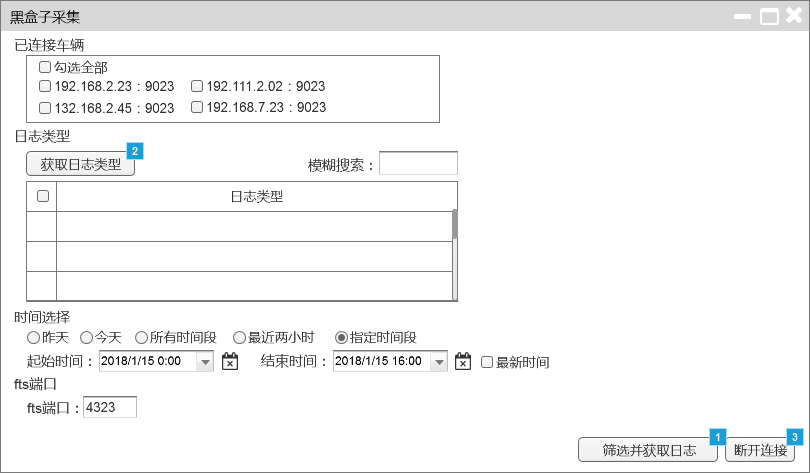 黑盒子采集
已连接车辆
勾选全部
192.168.2.23：9023 192.111.2.02：9023
132.168.2.45：9023 192.168.7.23：9023
日志类型
获取日志类型 2 模糊搜索：
日志类型
时间选择
昨天 今天 所有时间段 最近两小时 指定时间段
起始时间： 2018/1/15 0:00 结束时间： 2018/1/15 16:00 最新时间
fts端口
fts端口：4323
筛选并获取日志 1 断开连接 3